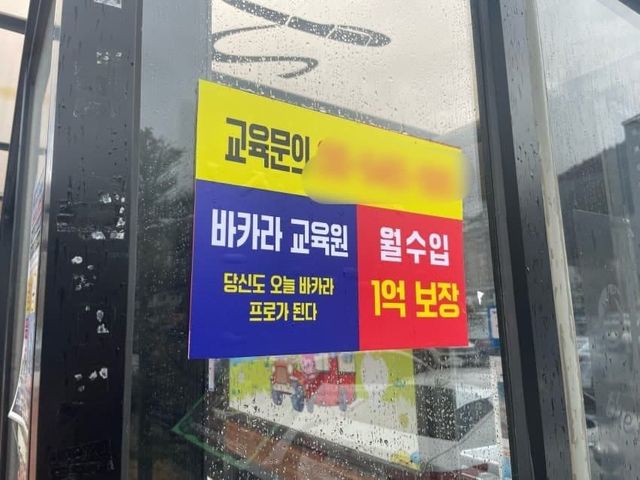 교육문의
바카라 교육원
당신도 오늘 바카라
프로가 된다
월수입
1억 보장